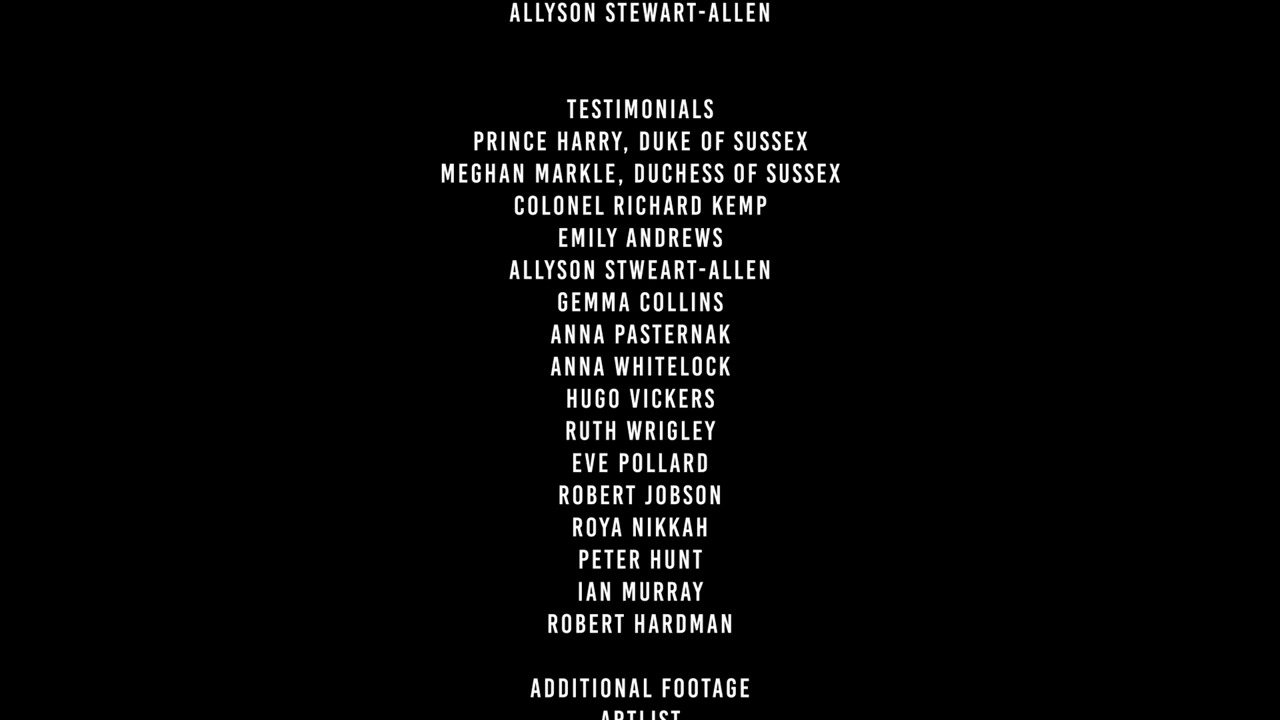 ALLYSON STEWART-ALLEN
TESTIMONIALS
PRINCE HARRY, DUKE OF SUSSEX
MEGHAN MARKLE, DUCHESS OF SUSSEX
COLONEL RICHARD KEMP
EMILY ANDREWS
ALLYSON STWEART-ALLEN
GEMMA COLLINS
ANNA PASTERNAK
ANNA WHITELOCK
HUGO VICKERS
RUTH WRIGLEY
EVE POLLARD
ROBERT JOBSON
ROYA NIKKAH
PETER HUNT
IAN MURRAY
ROBERT HARDMAN
ADDITIONAL FOOTAGE
ARTLIST